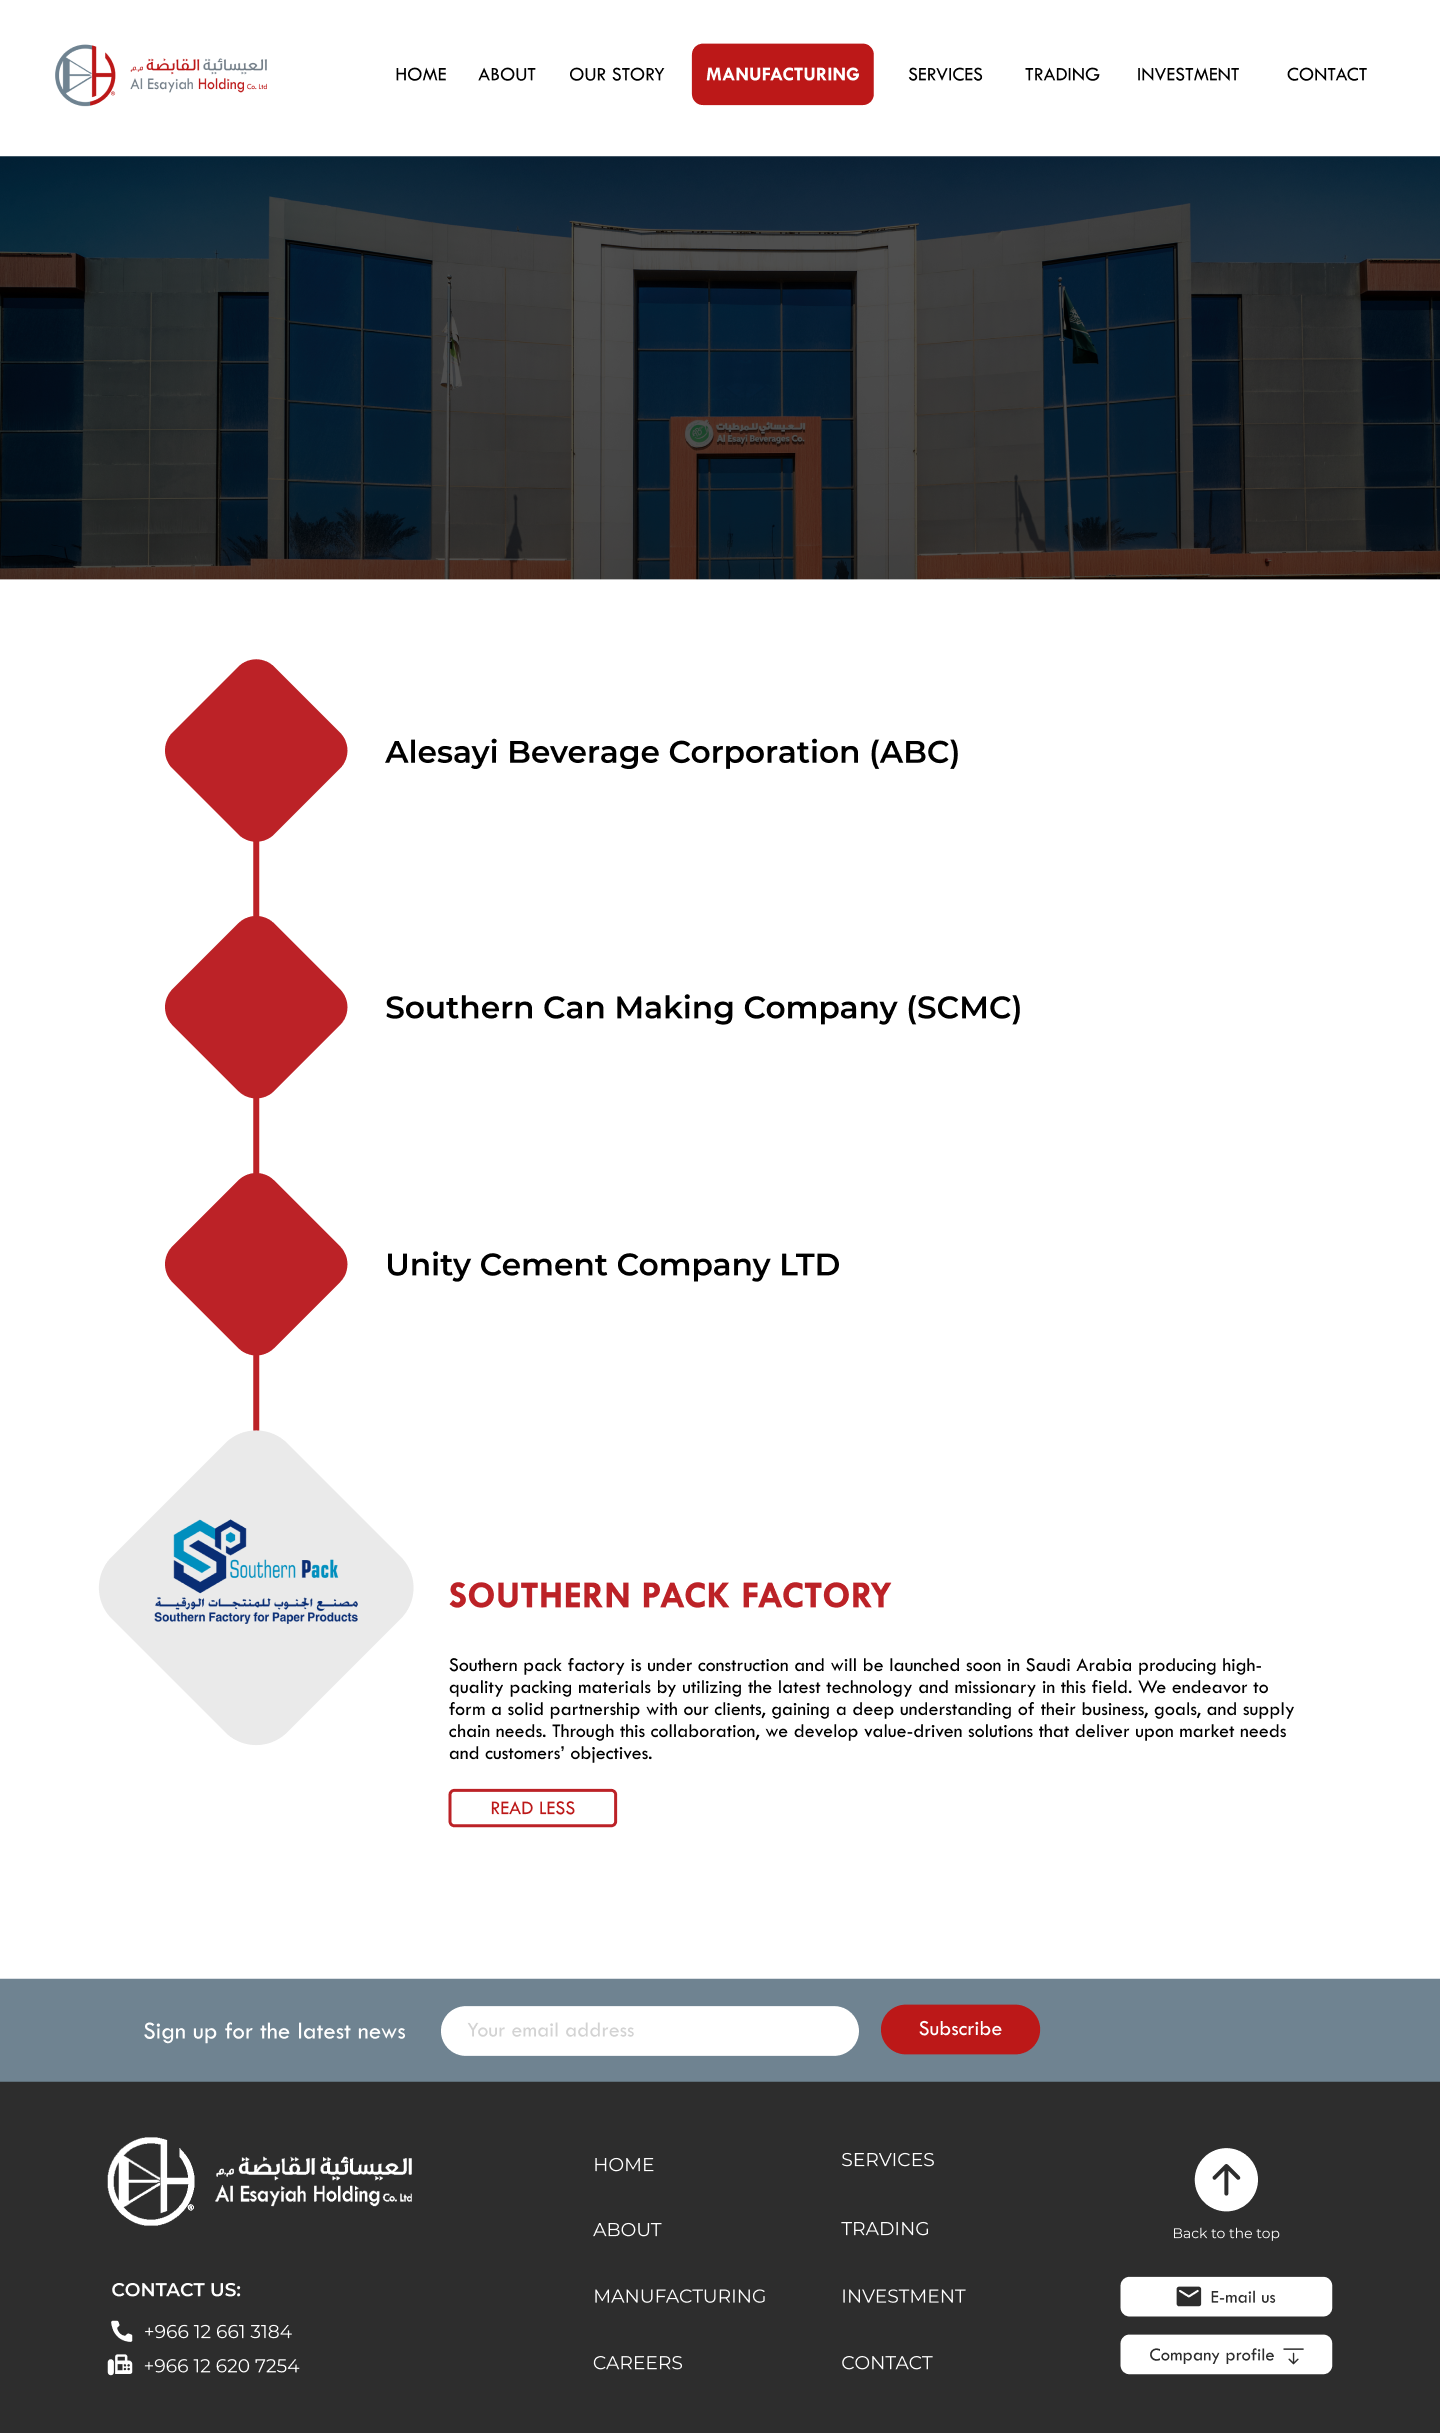 العيسائية القابضة م.م
Al Esayiah Holding Co. Ltd
HOME ABOUT OUR STORY MANUFACTURING SERVICES TRADING INVESTMENT CONTACT
العيسائي للمرطبات
Al Esayi Beverages Co.
Alesayi Beverage Corporation (ABC)
Southern Can Making Company (SCMC)
Unity Cement Company LTD
Southern Pack
مصنع الجنوب للمنتجات الورقية
Southern Factory for Paper Products
SOUTHERN PACK FACTORY
Southern pack factory is under construction and will be launched soon in Saudi Arabia producing high-
quality packing materials by utilizing the latest technology and missionary in this field. We endeavor to
form a solid partnership with our clients, gaining a deep understanding of their business, goals, and supply
chain needs. Through this collaboration, we develop value-driven solutions that deliver upon market needs
and customers’ objectives.
READ LESS
Sign up for the latest news
Your email address
Subscribe
العيسائية القابضة م.م
Al Esayiah Holding Co. Ltd
CONTACT US:
+966 12 661 3184
+966 12 620 7254
HOME
ABOUT
MANUFACTURING
CAREERS
SERVICES
TRADING
INVESTMENT
CONTACT
Back to the top
E-mail us
Company profile